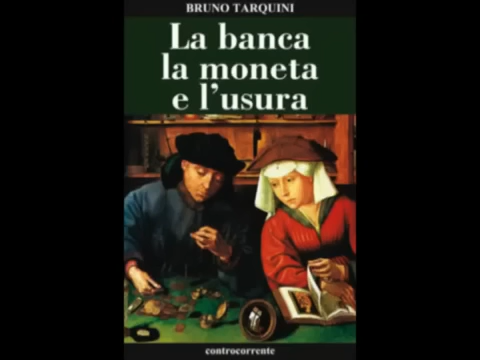 BRUNO TARQUINI
La banca
la moneta
e l'usura
controcorrente